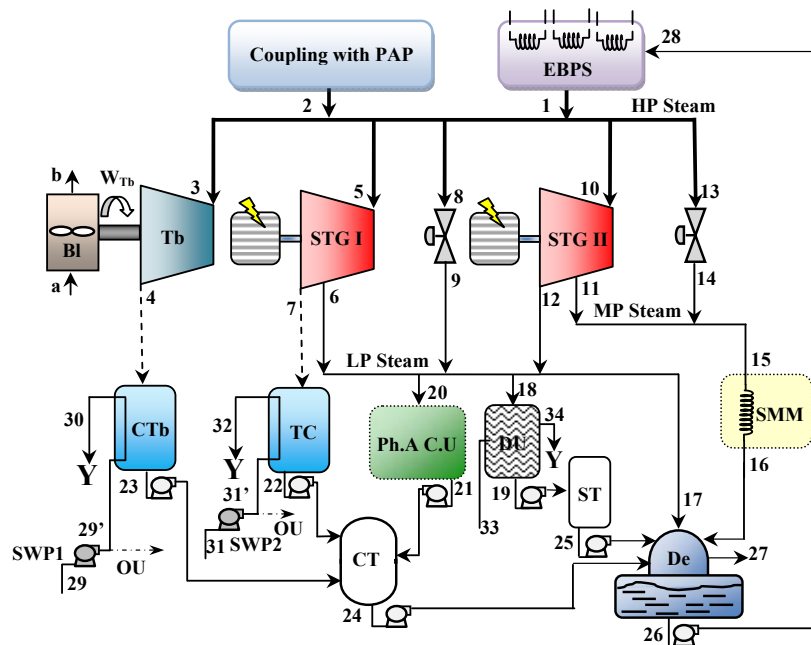 Coupling with PAP
EBPS
28
2
1
HP Steam
b
W_Tb
3
5
8
10
13
Tb
STG I
STG II
Bl
a
4
7
6
9
12
11
14
MP Steam
LP Steam
15
20
18
30
CTb
32
TC
Ph.A C.U
DU
34
SMM
Y
Y
Y
16
23
22
31'
21
19
ST
17
33
29'
SWP1
OU
31
SWP2
OU
CT
25
De
27
29
24
26